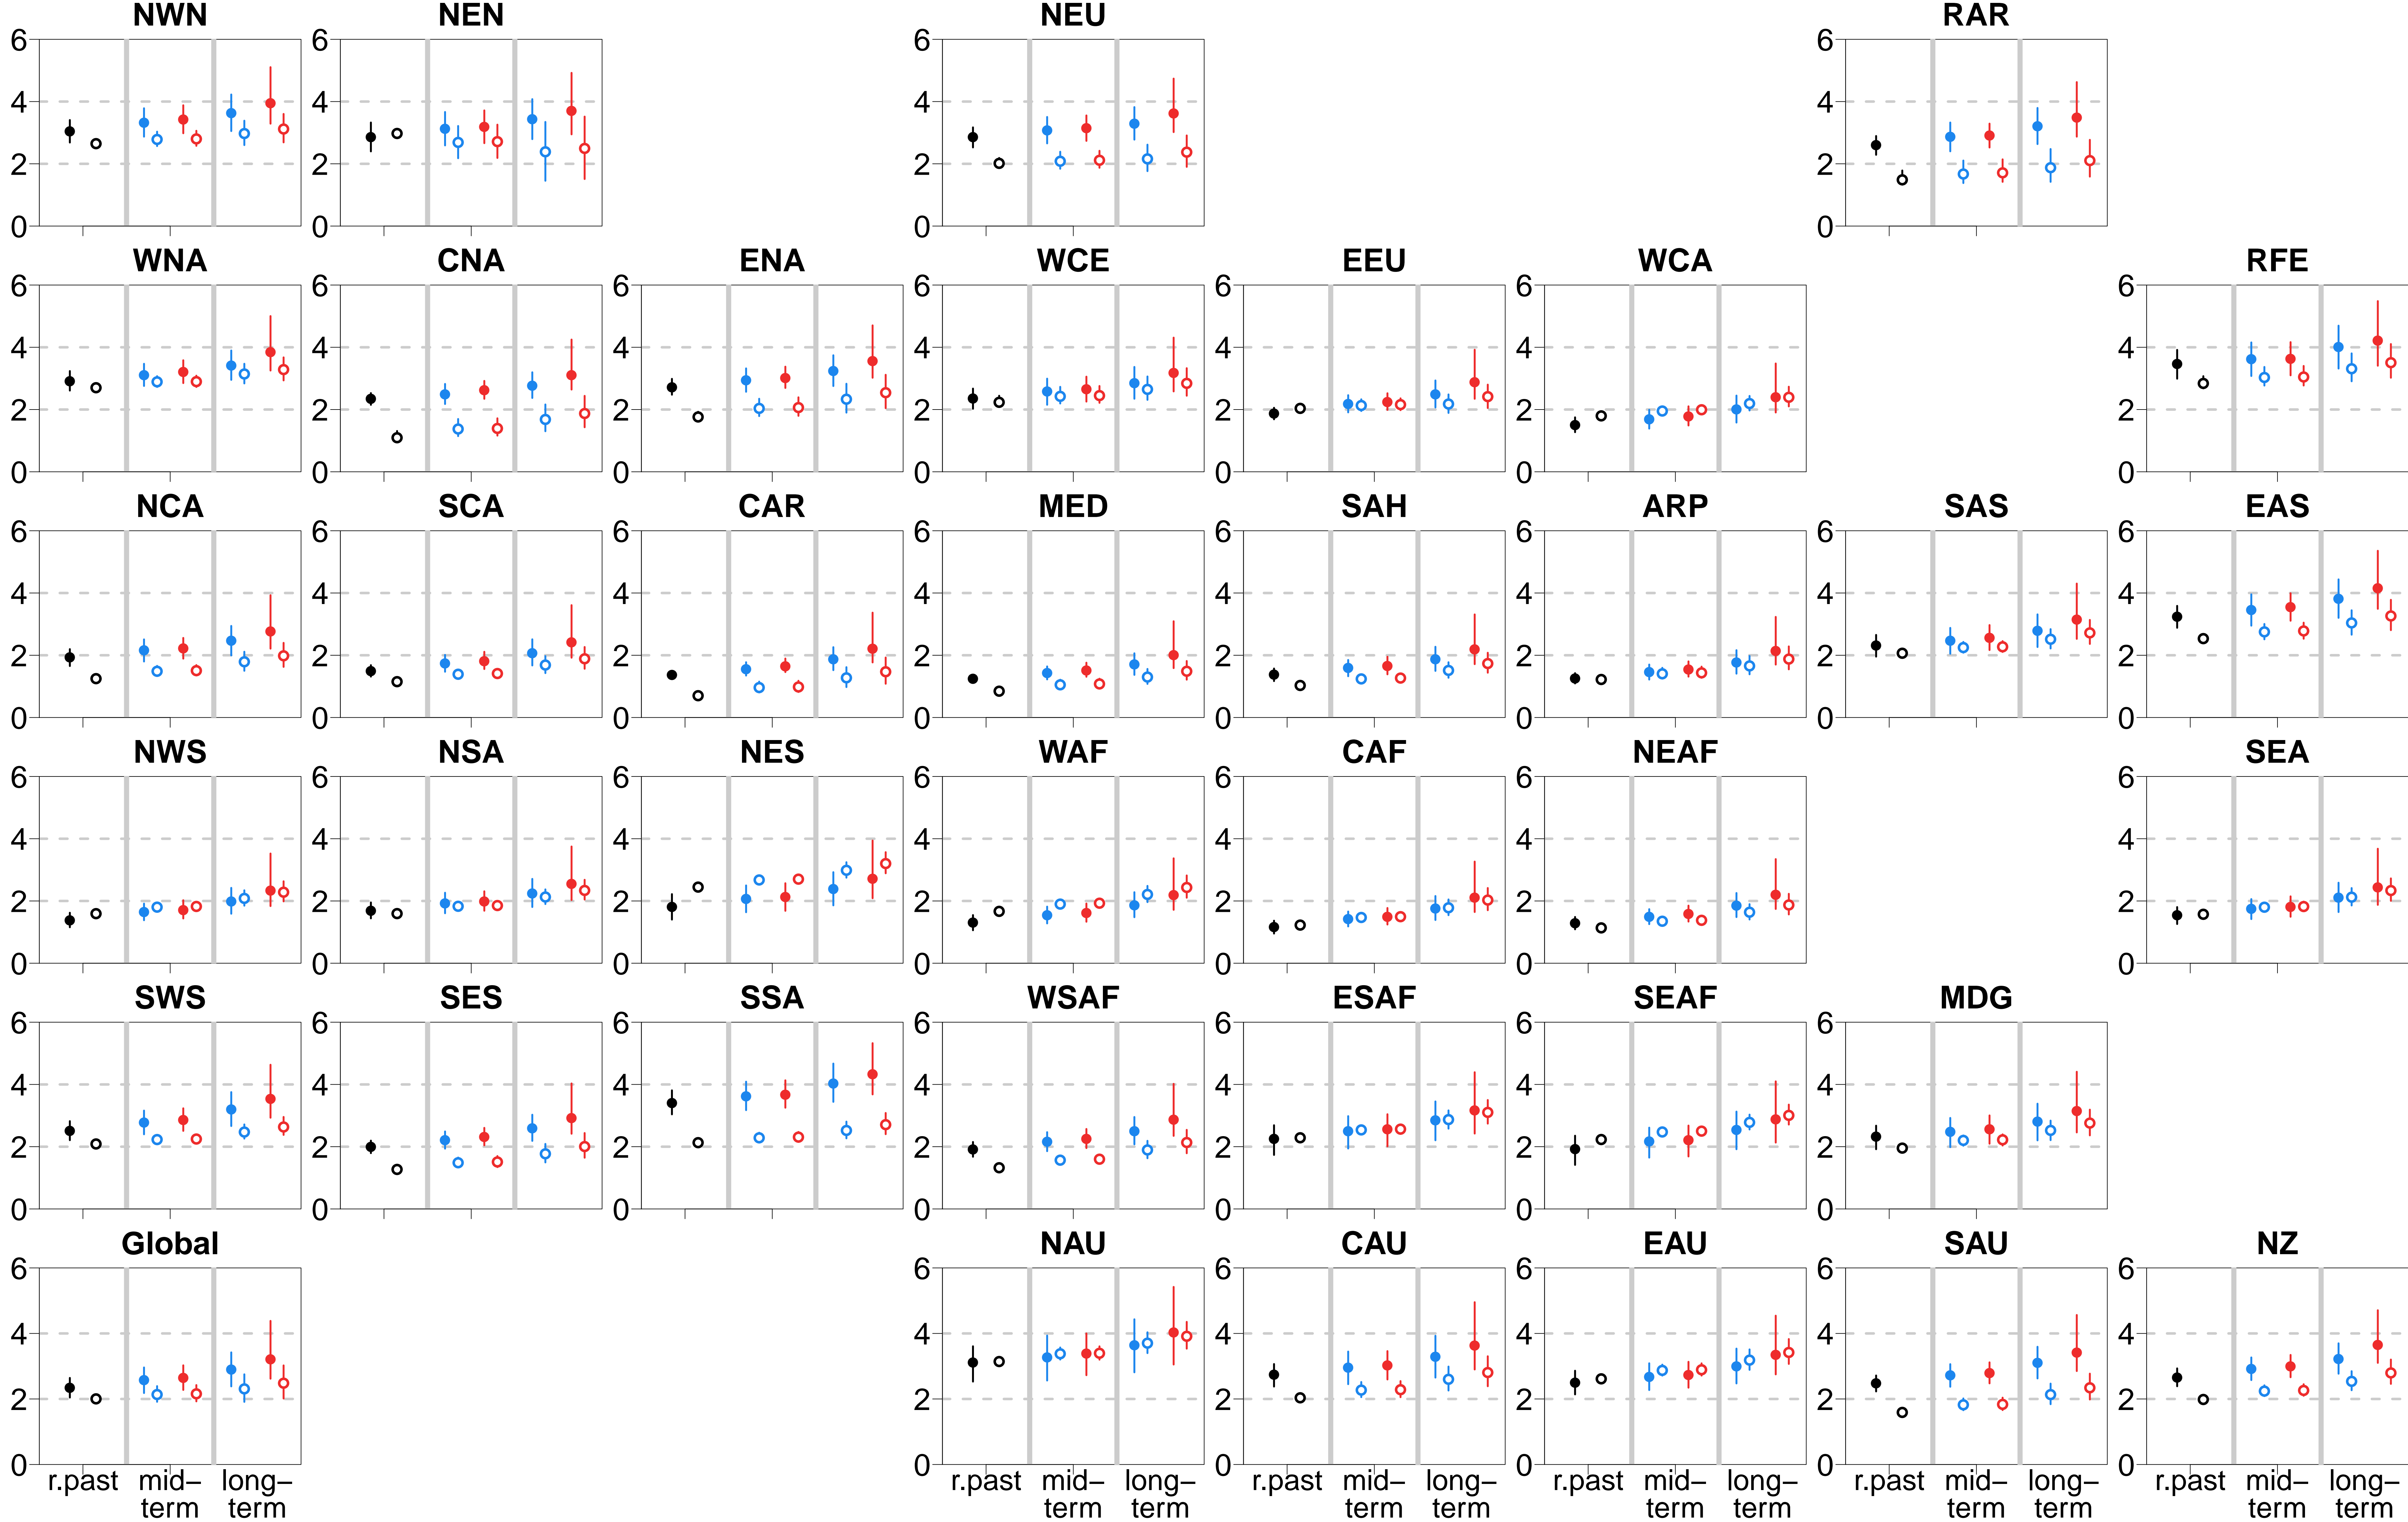 NWN NEN NEU RAR
6 6 6 6
4 4 4 4
2 2 2 2
0 0 0 0
WNA CNA ENA WCE EEU WCA RFE
6 6 6 6 6 6 6
4 4 4 4 4 4 4
2 2 2 2 2 2 2
0 0 0 0 0 0 0
NCA SCA CAR MED SAH ARP SAS EAS
6 6 6 6 6 6 6 6
4 4 4 4 4 4 4 4
2 2 2 2 2 2 2 2
0 0 0 0 0 0 0 0
NWS NSA NES WAF CAF NEAF SEA
6 6 6 6 6 6 6
4 4 4 4 4 4 4
2 2 2 2 2 2 2
0 0 0 0 0 0 0
SWS SES SSA WSAF ESAF SEAF MDG
6 6 6 6 6 6 6
4 4 4 4 4 4 4
2 2 2 2 2 2 2
0 0 0 0 0 0 0
Global NAU CAU EAU SAU NZ
6 6 6 6 6 6
4 4 4 4 4 4
2 2 2 2 2 2
0 0 0 0 0 0
r.past mid– long– r.past mid– long– r.past mid– long– r.past mid– long– r.past mid– long– r.past mid– long–
term term term term term term term term term term term term